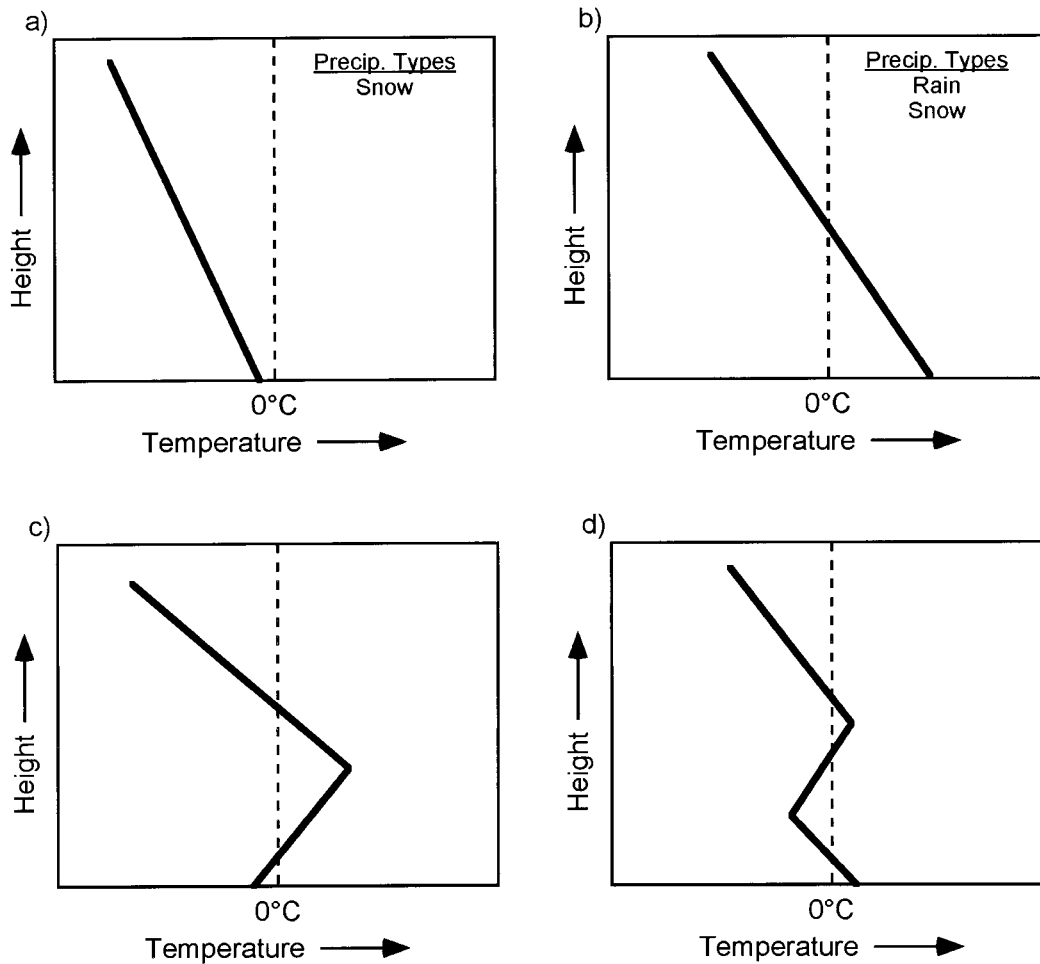 a)
Precip. Types
Snow
Height
0°C
Temperature
b)
Precip. Types
Rain
Snow
Height
0°C
Temperature
c)
Height
0°C
Temperature
d)
Height
0°C
Temperature